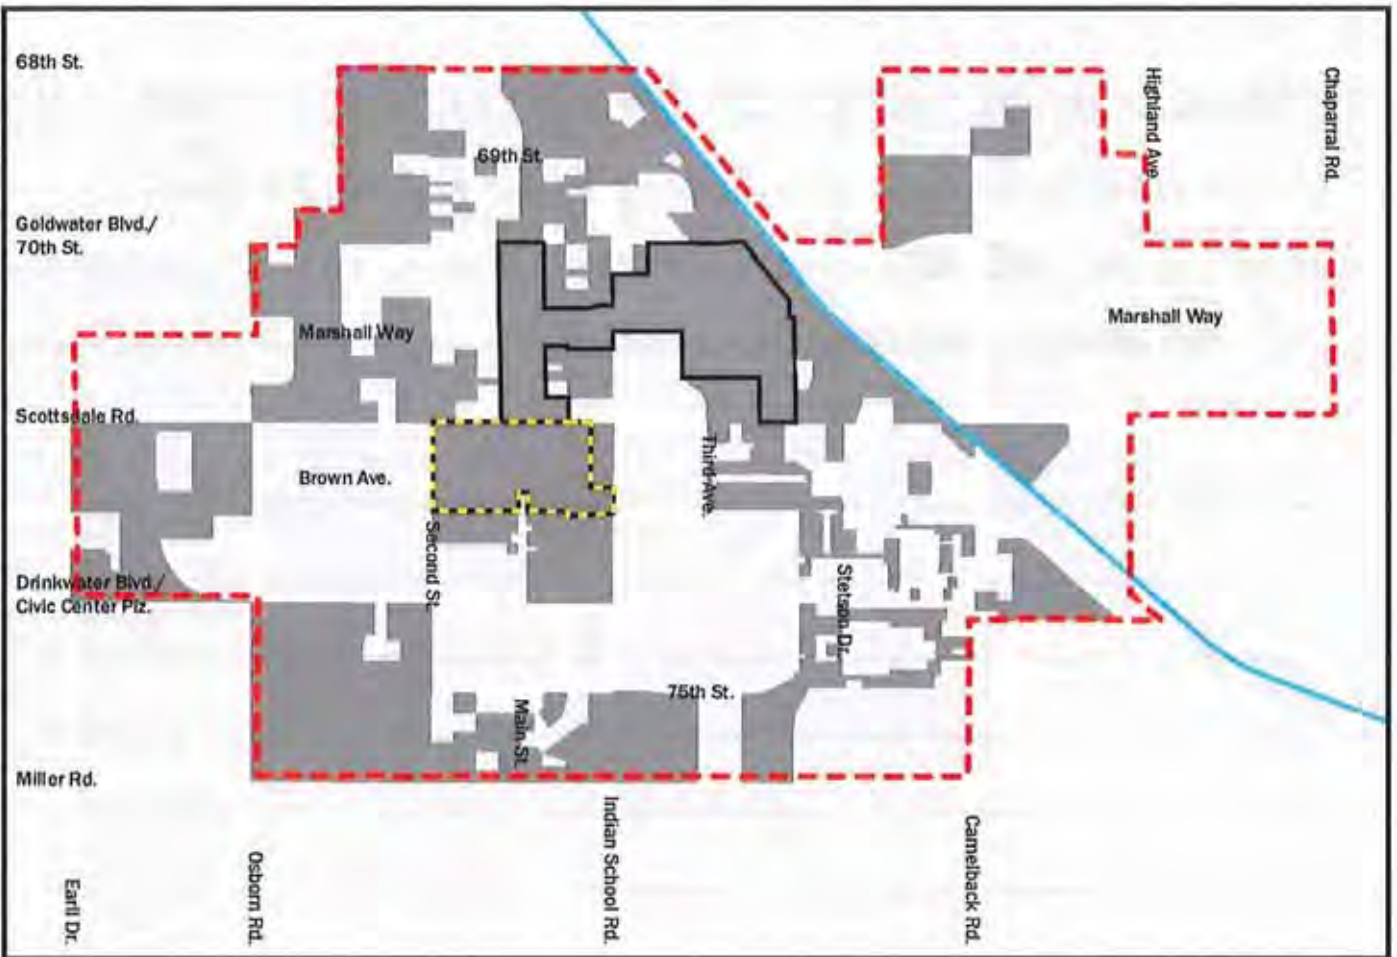 68th St.
Highland Ave
Chaparral Rd.
69th St.
Goldwater Blvd./
70th St.
Marshall Way
Marshall Way
Scottsdale Rd.
Third Ave.
Brown Ave.
Second St.
Drinkwater Blvd./
Civic Center Plz.
Stetson Dr.
75th St.
Main St.
Miller Rd.
Indian School Rd.
Camelback Rd.
Osborn Rd.
Earll Dr.